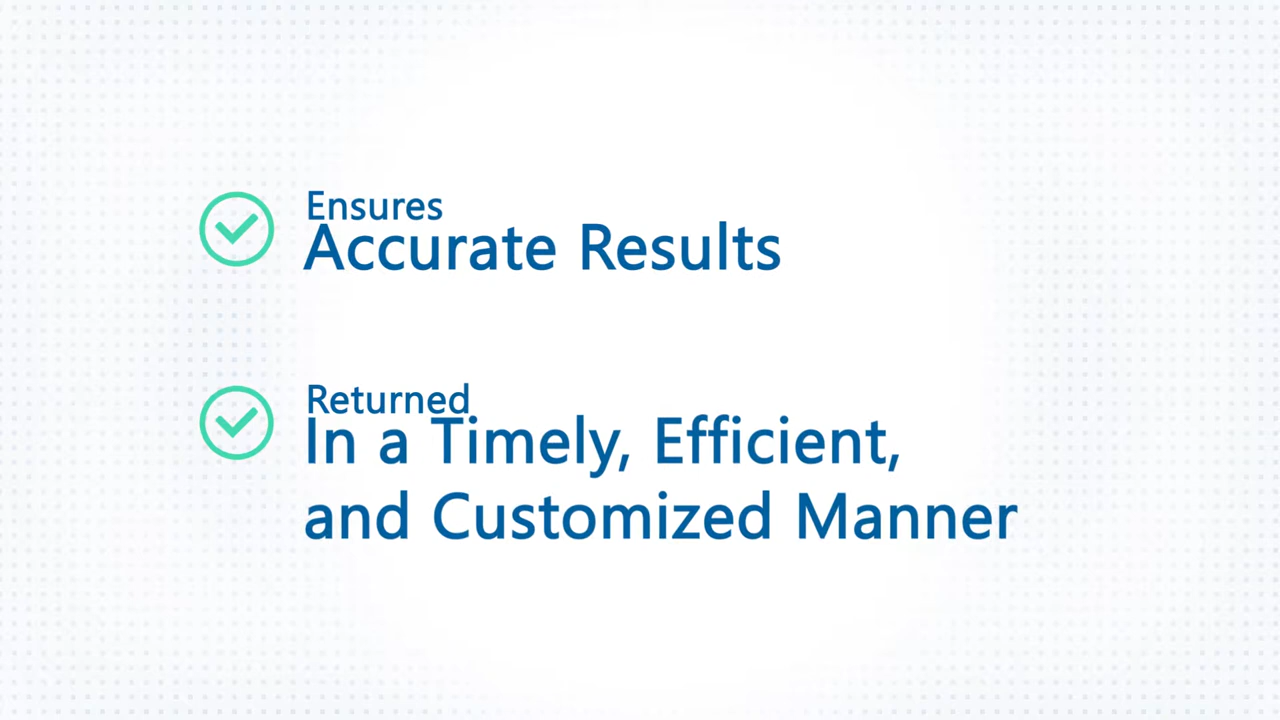 Ensures
Accurate Results
Returned
In a Timely, Efficient,
and Customized Manner